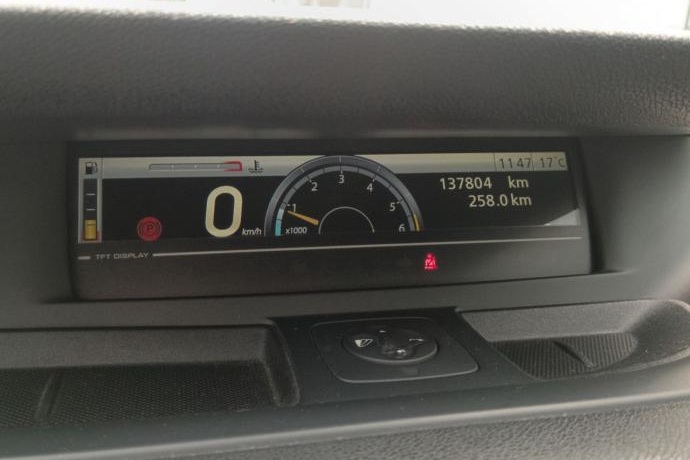 11:47 -17°C
137804 km
258.0 km
0 km/h
1 2 3 4 5 6
x1000
P
TFT DISPLAY